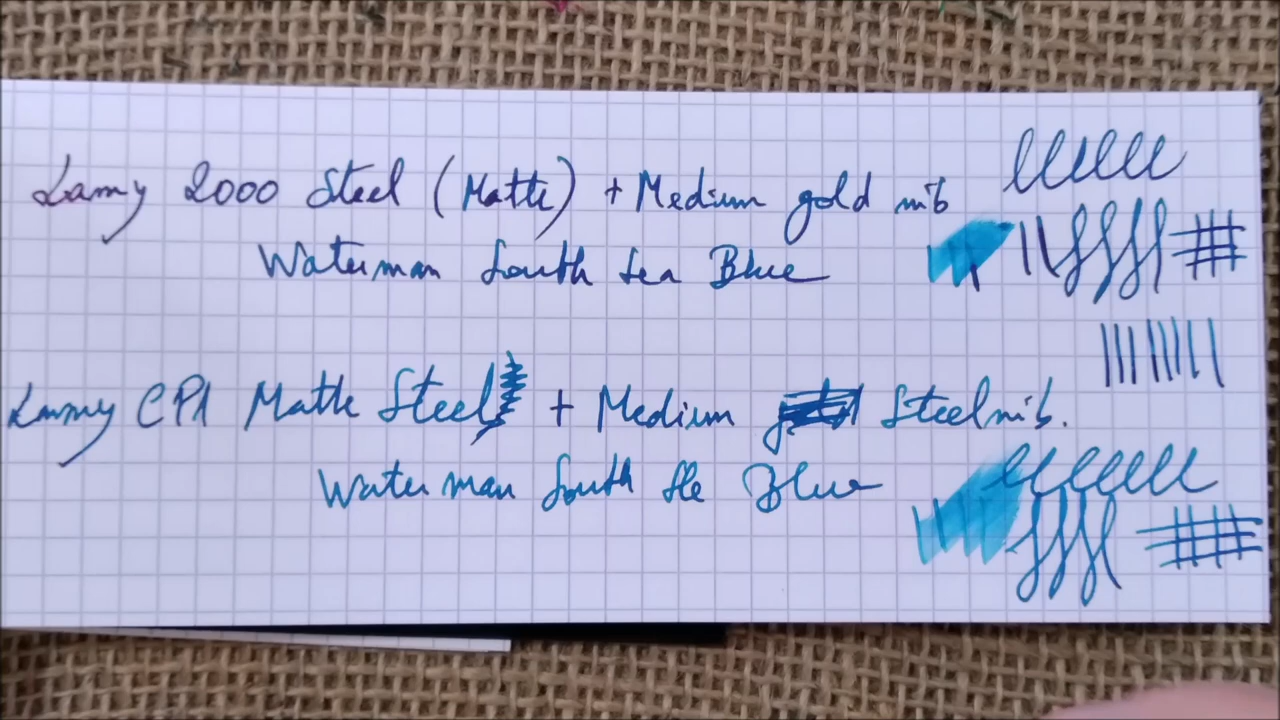 Lamy 2000 Steel (Matte) + Medium gold nib
Waterman South Sea Blue
Lamy CP1 Matte Steel + Medium Steel nib.
Waterman South Se Blue